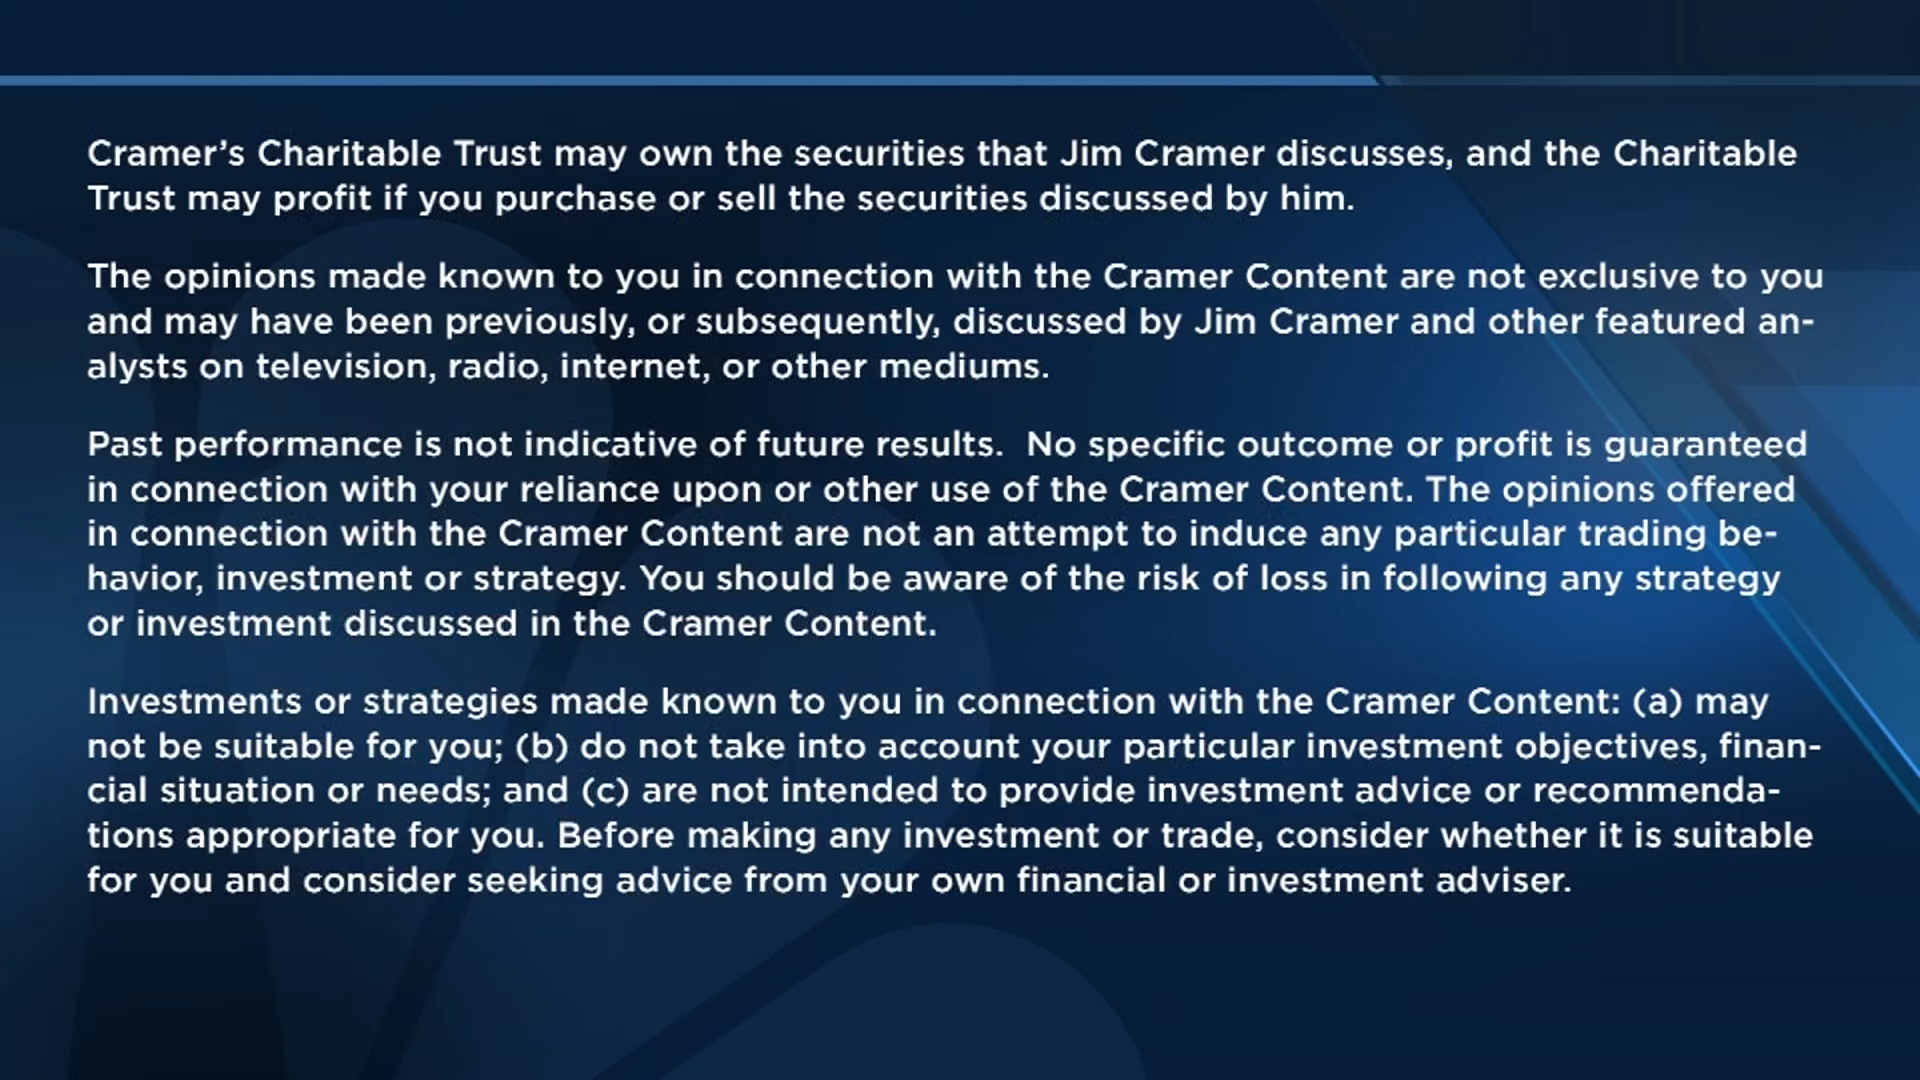 Cramer’s Charitable Trust may own the securities that Jim Cramer discusses, and the Charitable
Trust may profit if you purchase or sell the securities discussed by him.
The opinions made known to you in connection with the Cramer Content are not exclusive to you
and may have been previously, or subsequently, discussed by Jim Cramer and other featured an-
alysts on television, radio, internet, or other mediums.
Past performance is not indicative of future results.  No specific outcome or profit is guaranteed
in connection with your reliance upon or other use of the Cramer Content. The opinions offered
in connection with the Cramer Content are not an attempt to induce any particular trading be-
havior, investment or strategy. You should be aware of the risk of loss in following any strategy
or investment discussed in the Cramer Content.
Investments or strategies made known to you in connection with the Cramer Content: (a) may
not be suitable for you; (b) do not take into account your particular investment objectives, finan-
cial situation or needs; and (c) are not intended to provide investment advice or recommenda-
tions appropriate for you. Before making any investment or trade, consider whether it is suitable
for you and consider seeking advice from your own financial or investment adviser.